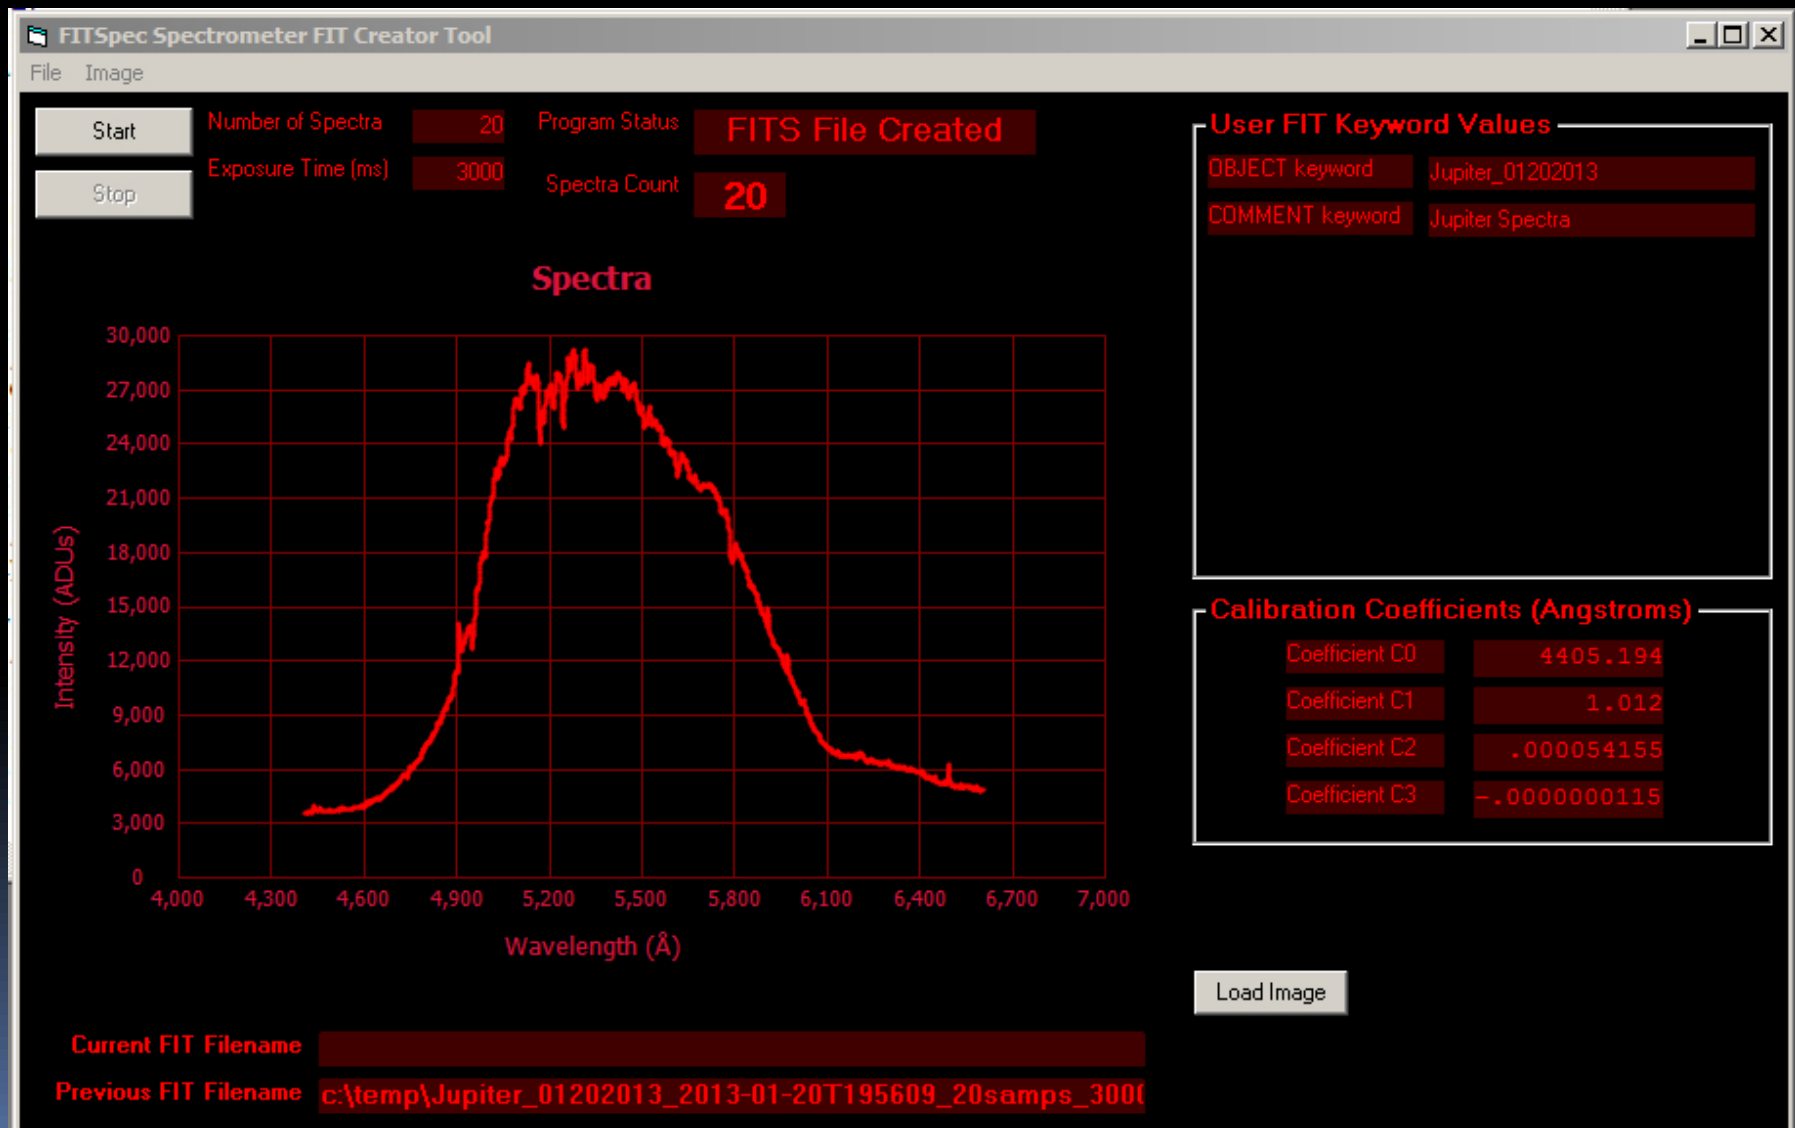 FITSpec Spectrometer FIT Creator Tool
File Image
Start
Stop
Number of Spectra 20
Exposure Time (ms) 3000
Program Status FITS File Created
Spectra Count 20
User FIT Keyword Values
OBJECT keyword Jupiter_01202013
COMMENT keyword Jupiter Spectra
Spectra
Intensity (ADUs)
30,000
27,000
24,000
21,000
18,000
15,000
12,000
9,000
6,000
3,000
0
4,000 4,300 4,600 4,900 5,200 5,500 5,800 6,100 6,400 6,700 7,000
Wavelength (Å)
Calibration Coefficients (Angstroms)
Coefficient C0 4405.194
Coefficient C1 1.012
Coefficient C2 .000054155
Coefficient C3 -.0000000115
Load Image
Current FIT Filename
Previous FIT Filename c:\temp\Jupiter_01202013_2013-01-20T195609_20samps_300